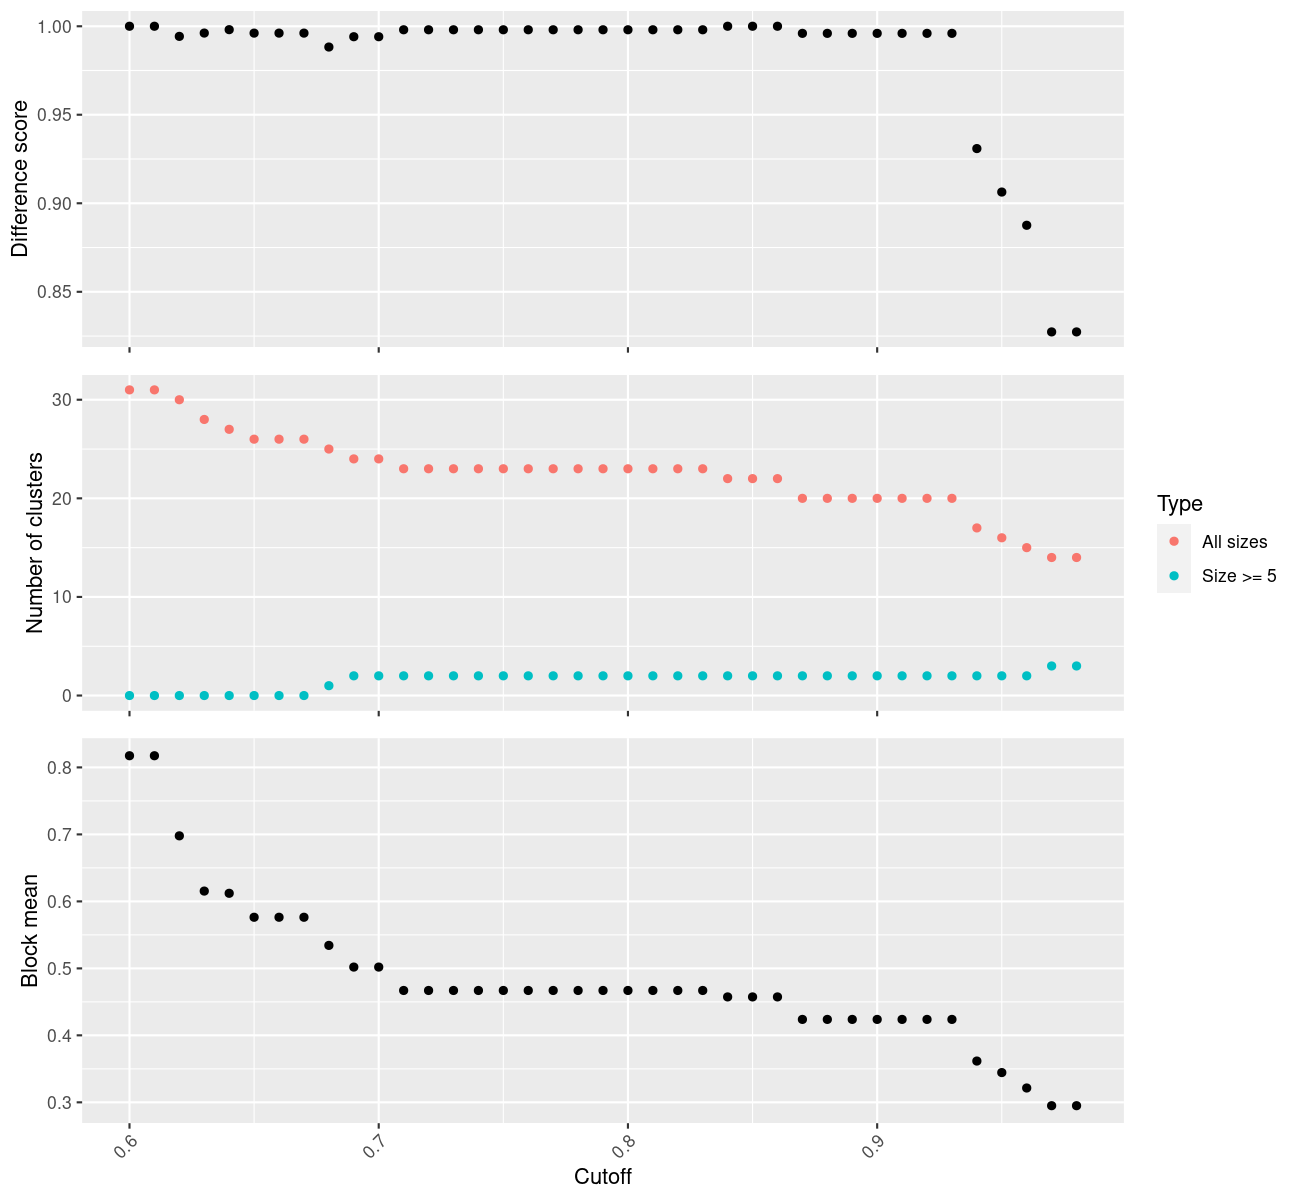 Difference score
1.00
0.95
0.90
0.85
Number of clusters
30
20
10
0
Type
All sizes
Size >= 5
Block mean
0.8
0.7
0.6
0.5
0.4
0.3
0.6 0.7 0.8 0.9
Cutoff